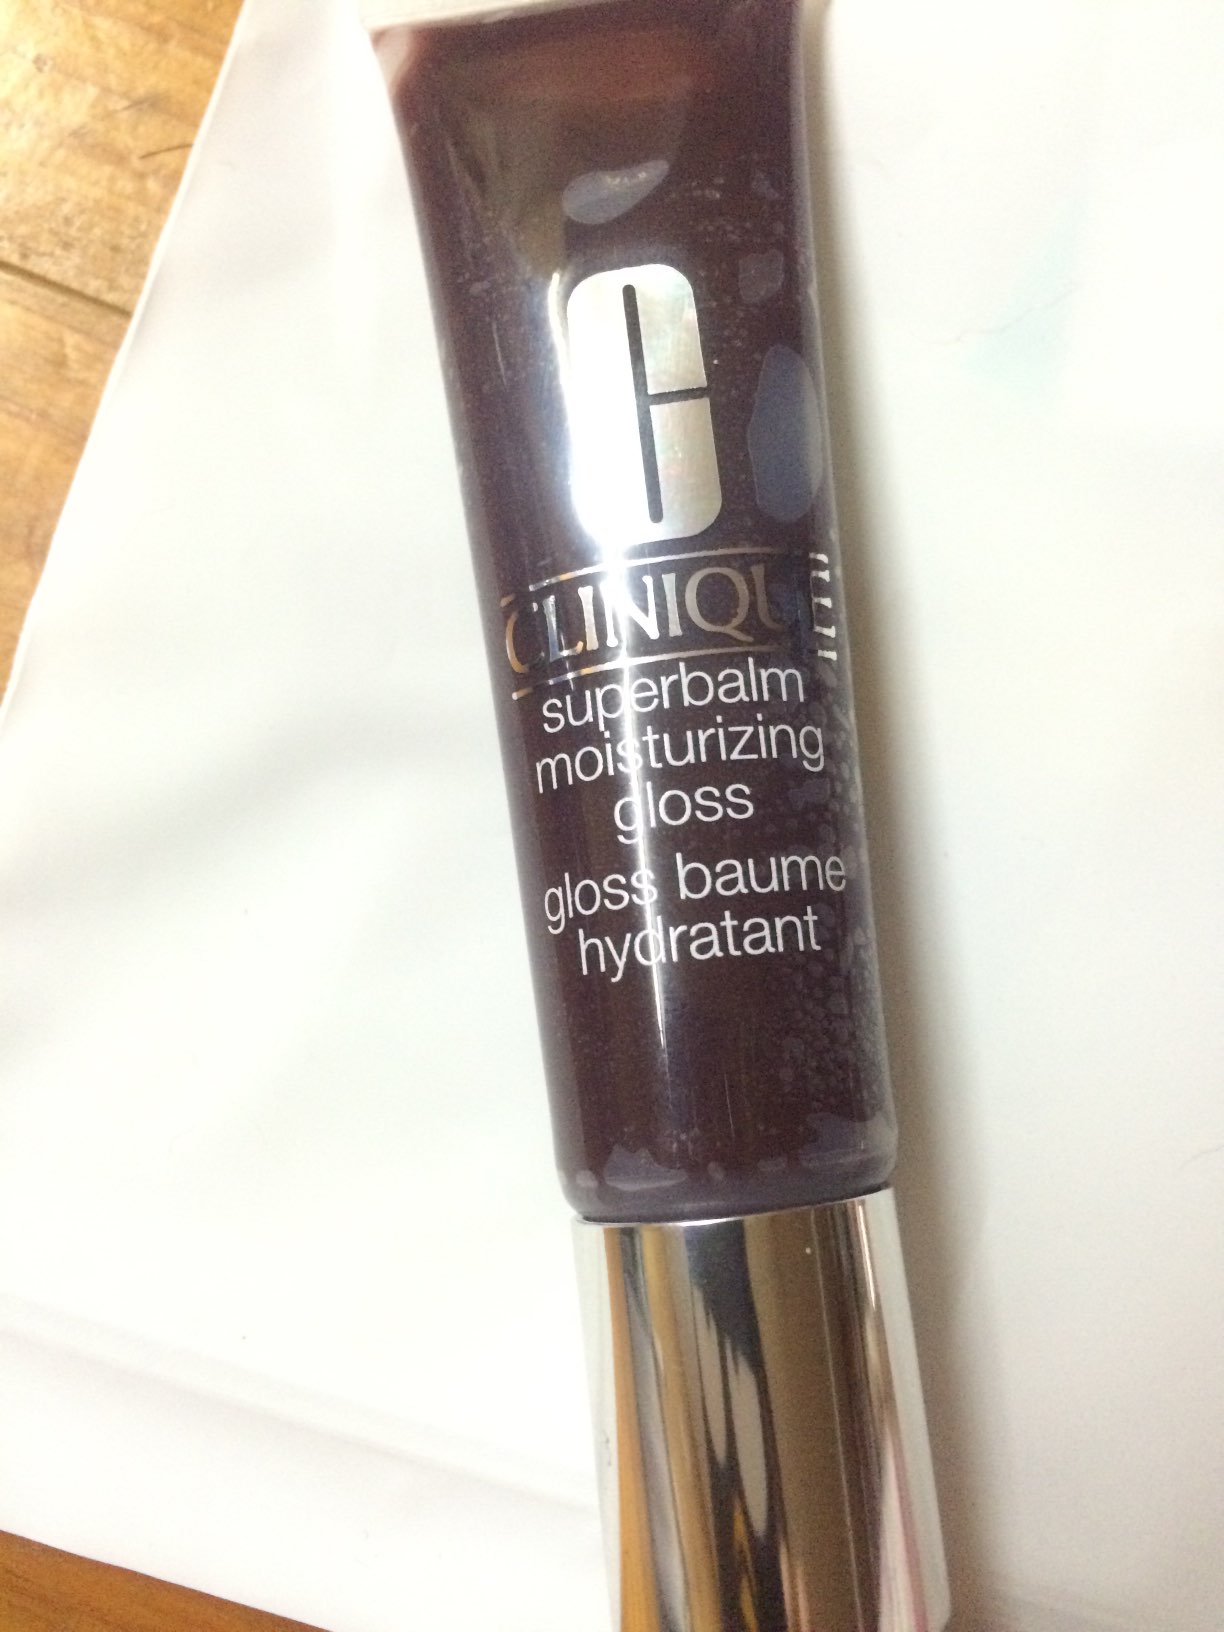 C
CLINIQUE
superbalm
moisturizing
gloss
gloss baume
hydratant